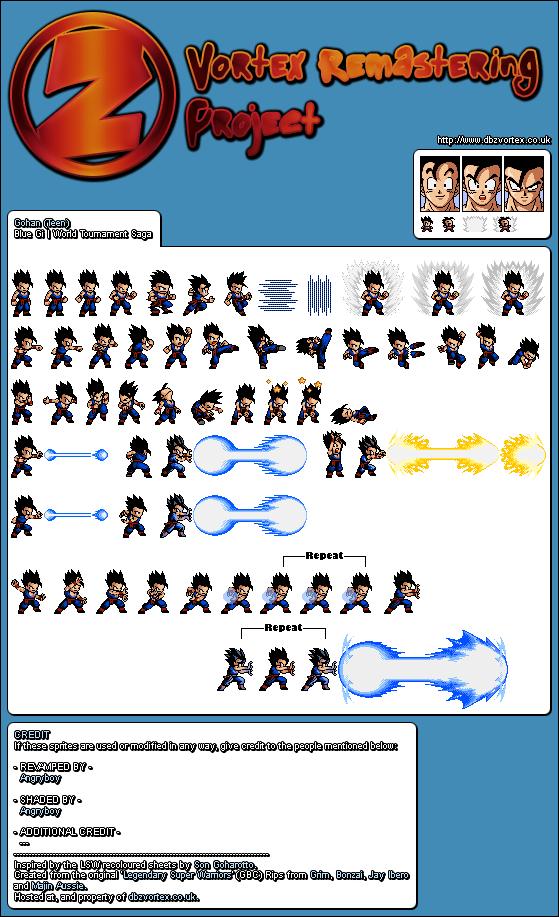 Vortex Remastering
Project
http://www.dbzvortex.co.uk
Gohan (Teen)
Blue Gi | World Tournament Saga
Repeat
Repeat
CREDIT
If these sprites are used or modified in any way, give credit to the people mentioned below:
- REVAMPED BY -
Angryboy
- SHADED BY -
Angryboy
- ADDITIONAL CREDIT -
---
Inspired by the LSW recoloured sheets by Son Goharotto.
Created from the original 'Legendary Super Warriors' (GBC) Rips from Grim, Bonzai, Jay Ibero
and Majin Aussie.
Hosted at, and property of dbzvortex.co.uk.